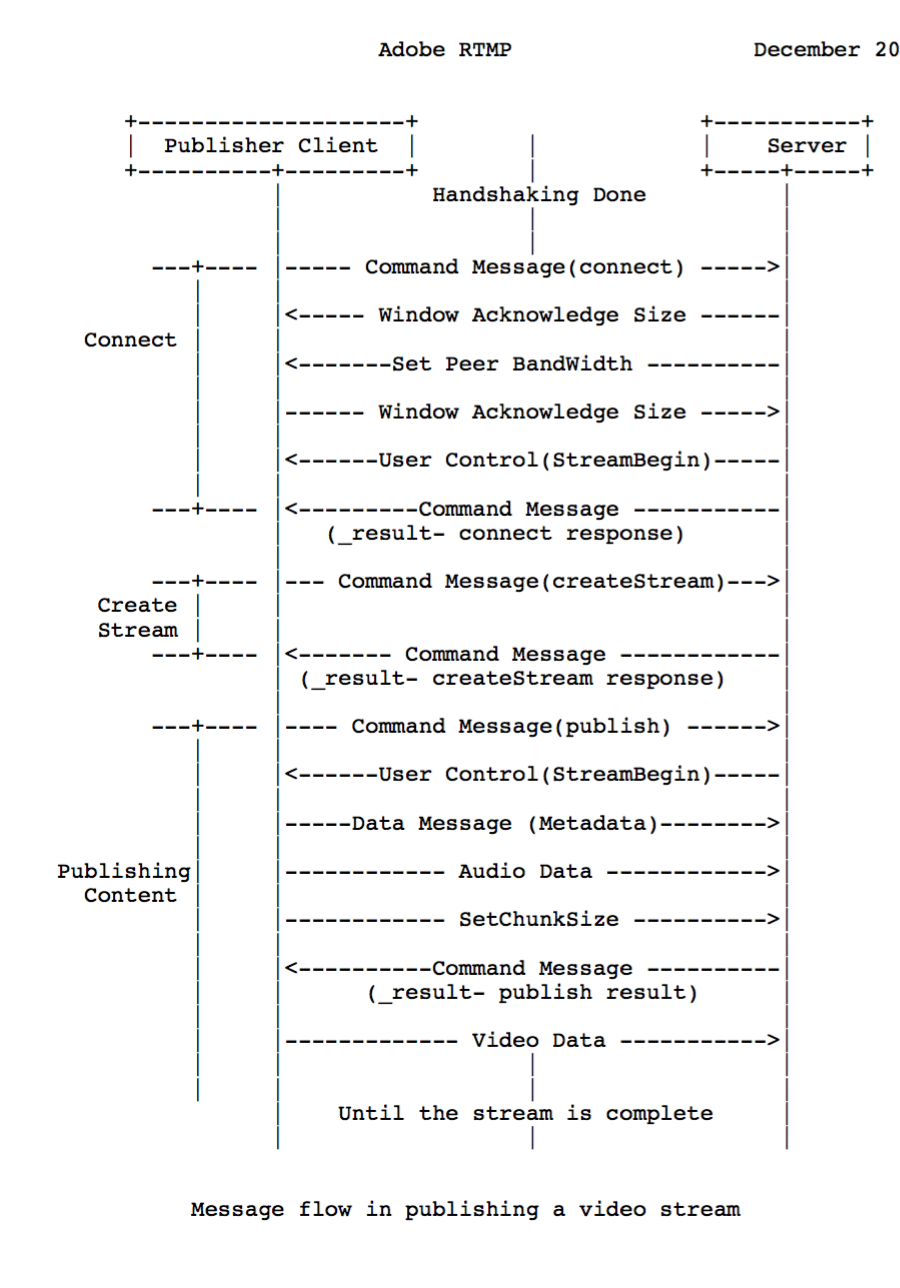 Adobe RTMP December 20
+--------------------+ +-----------+
| Publisher Client | | | Server |
+----------+---------+ | +-----+-----+
| Handshaking Done |
| | |
| | |
---+---- |----- Command Message(connect) ----->|
| | |
| |<----- Window Acknowledge Size ------|
Connect | | |
| |<-------Set Peer BandWidth ----------|
| | |
| |------ Window Acknowledge Size ----->|
| | |
| |<------User Control(StreamBegin)-----|
| | |
---+---- |<---------Command Message -----------|
| (_result- connect response) |
| |
---+---- |--- Command Message(createStream)--->|
Create | | |
Stream | | |
---+---- |<------- Command Message ------------|
| (_result- createStream response) |
| |
---+---- |---- Command Message(publish) ------>|
| | |
| |<------User Control(StreamBegin)-----|
| | |
| |-----Data Message (Metadata)-------->|
| | |
Publishing| |------------ Audio Data ------------>|
Content | | |
| |------------ SetChunkSize ---------->|
| | |
| |<----------Command Message ----------|
| | (_result- publish result) |
| | |
| |------------- Video Data ----------->|
| | | |
| | | |
| Until the stream is complete |
| | |
Message flow in publishing a video stream